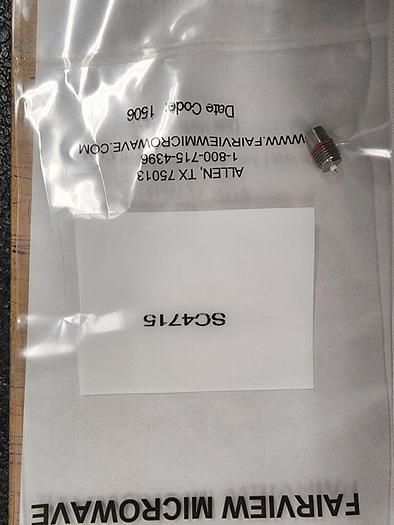 FAIRVIEW MICROWAVE
SC4715
ALLEN, TX 75013
1-800-715-4396
WWW.FAIRVIEWMICROWAVE.COM
Date Code: 1506